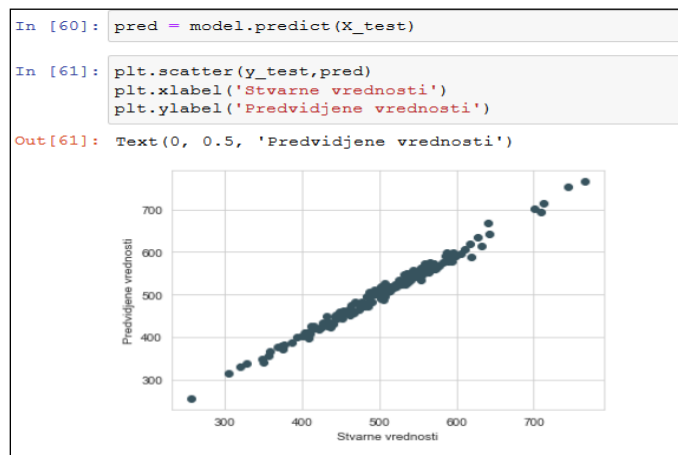 In [60]: pred = model.predict(X_test)
In [61]: plt.scatter(y_test,pred)
plt.xlabel('Stvarne vrednosti')
plt.ylabel('Predvidjene vrednosti')
Out[61]: Text(0, 0.5, 'Predvidjene vrednosti')
700
600
500
400
300
Predvidjene vrednosti
300 400 500 600 700
Stvarne vrednosti